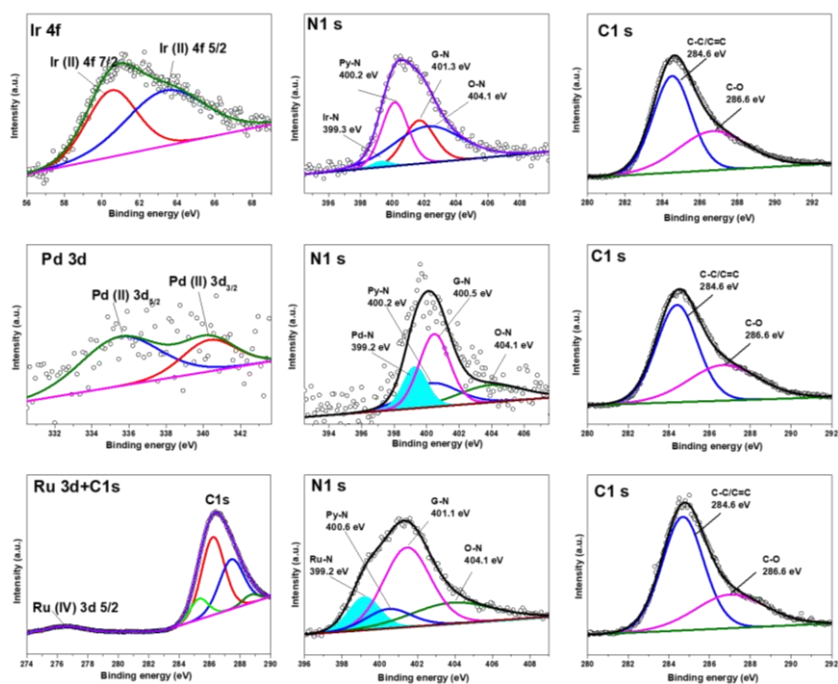 Ir 4f
Ir (II) 4f 7/2
Ir (II) 4f 5/2
Intensity (a.u.)
56 58 60 62 64 66 68
Binding energy (eV)
N1 s
Py-N
400.2 eV
G-N
401.3 eV
O-N
404.1 eV
Ir-N
399.3 eV
Intensity (a.u.)
396 398 400 402 404 406 408
Binding energy (eV)
C1 s
C-C/C=C
284.6 eV
C-O
286.6 eV
Intensity (a.u.)
280 282 284 286 288 290 292
Binding energy (eV)
Pd 3d
Pd (II) 3d5/2
Pd (II) 3d3/2
Intensity (a.u.)
332 334 336 338 340 342
Binding energy (eV)
N1 s
Py-N
400.2 eV
G-N
400.5 eV
Pd-N
399.2 eV
O-N
404.1 eV
Intensity (a.u.)
394 396 398 400 402 404 406
Binding energy (eV)
C1 s
C-C/C=C
284.6 eV
C-O
286.6 eV
Intensity (a.u.)
280 282 284 286 288 290 292
Binding energy (eV)
Ru 3d+C1s
C1s
Ru (IV) 3d 5/2
Intensity (a.u.)
274 276 278 280 282 284 286 288 290
Binding energy (eV)
N1 s
Py-N
400.6 eV
G-N
401.1 eV
Ru-N
399.2 eV
O-N
404.1 eV
Intensity (a.u.)
396 398 400 402 404 406 408
Binding energy (eV)
C1 s
C-C/C=C
284.6 eV
C-O
286.6 eV
Intensity (a.u.)
280 282 284 286 288 290 292
Binding energy (eV)